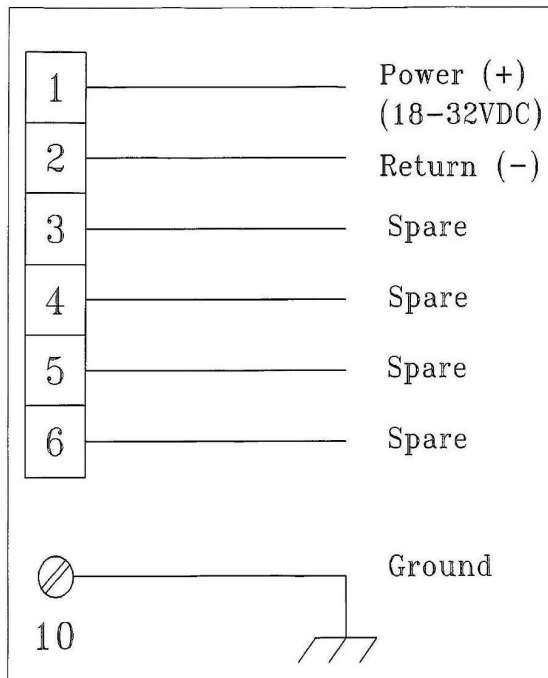 1 Power (+)
(18-32VDC)
2 Return (-)
3 Spare
4 Spare
5 Spare
6 Spare
Ground
10